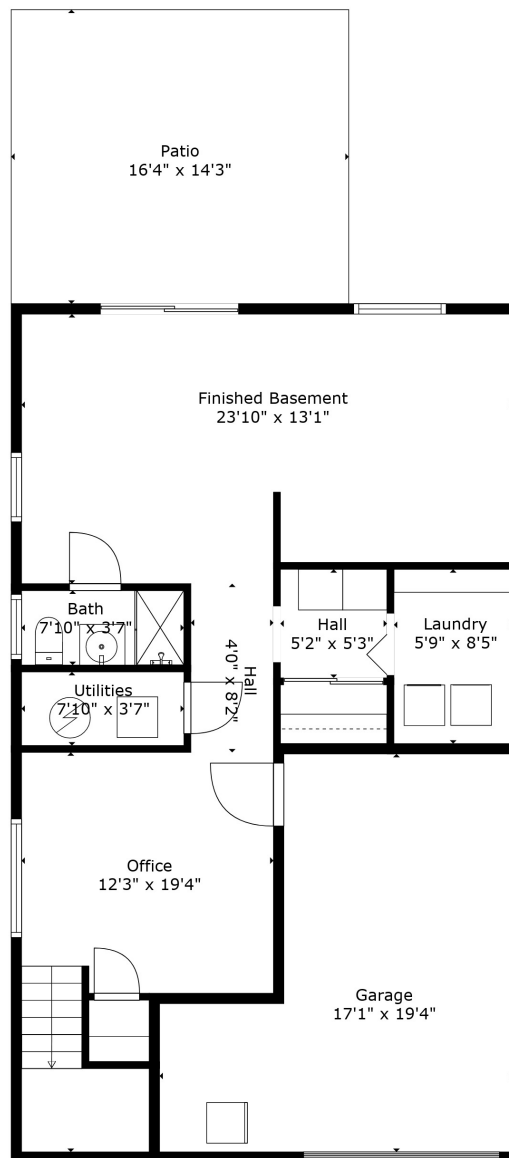 Patio
16'4" x 14'3"
Finished Basement
23'10" x 13'1"
Bath
7'10" x 3'7"
Hall
4'0" x 8'2"
Hall
5'2" x 5'3"
Laundry
5'9" x 8'5"
Utilities
7'10" x 3'7"
Office
12'3" x 19'4"
Garage
17'1" x 19'4"